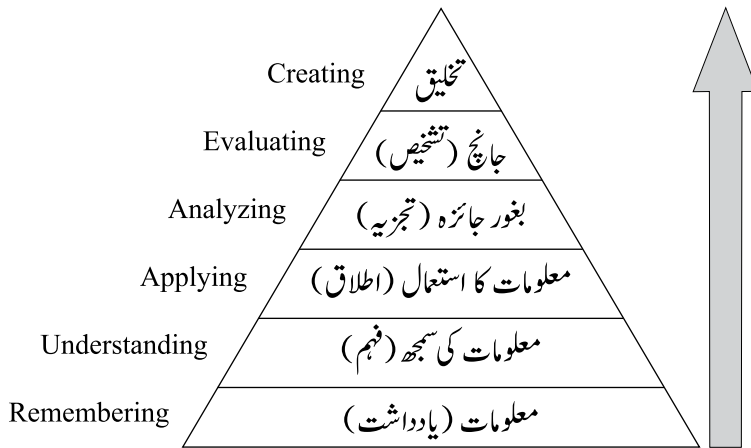 Creating تخلیق
Evaluating جانچ (تشخیص)
Analyzing بغور جائزہ (تجزیہ)
Applying معلومات کا استعمال (اطلاق)
Understanding معلومات کی سمجھ (فہم)
Remembering معلومات (یادداشت)